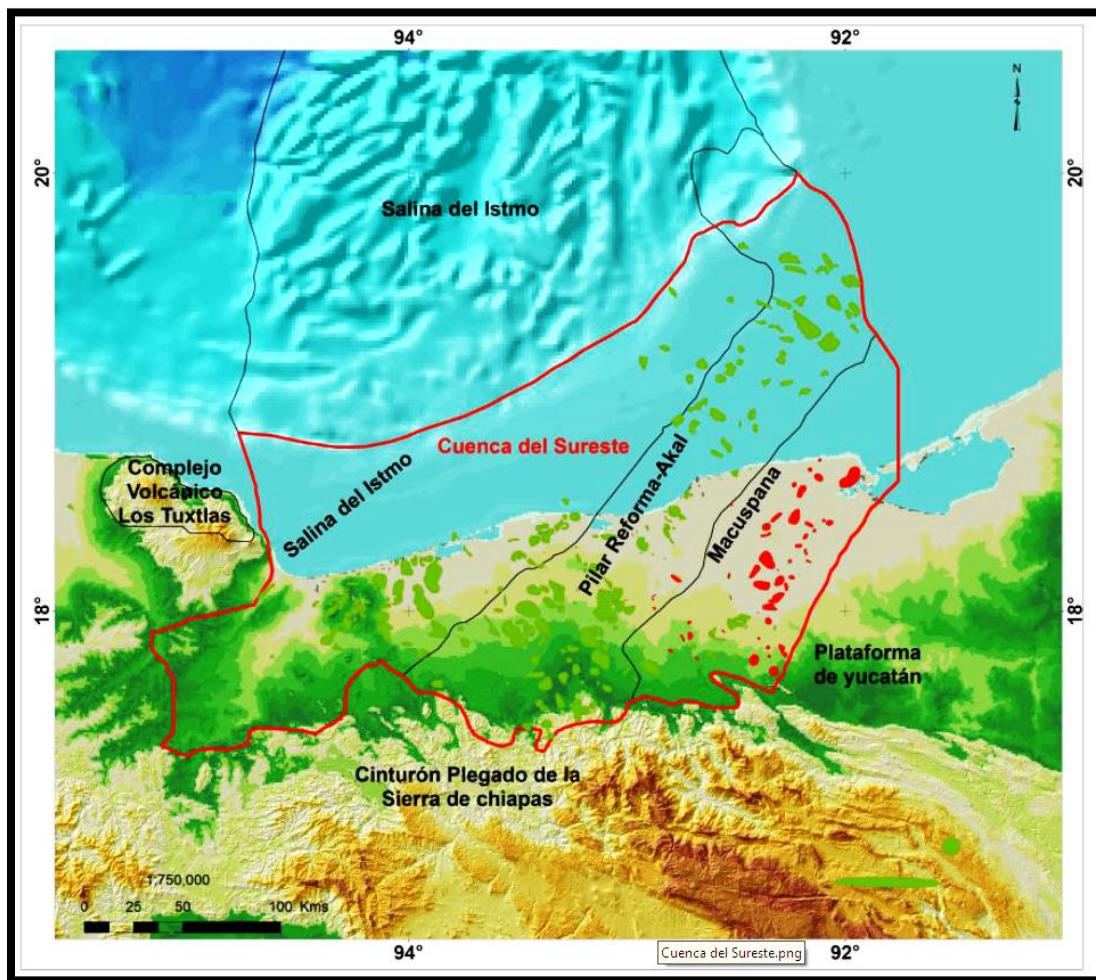 94°
92°
N
20°
20°
Salina del Istmo
Cuenca del Sureste
Complejo
Volcánico
Los Tuxtlas
Salina del Istmo
Pilar Reforma-Akal
Macuspana
18°
18°
Plataforma
de yucatán
Cinturón Plegado de la
Sierra de chiapas
1:750,000
0 25 50 100 Kms
94°
92°
Cuenca del Sureste.png